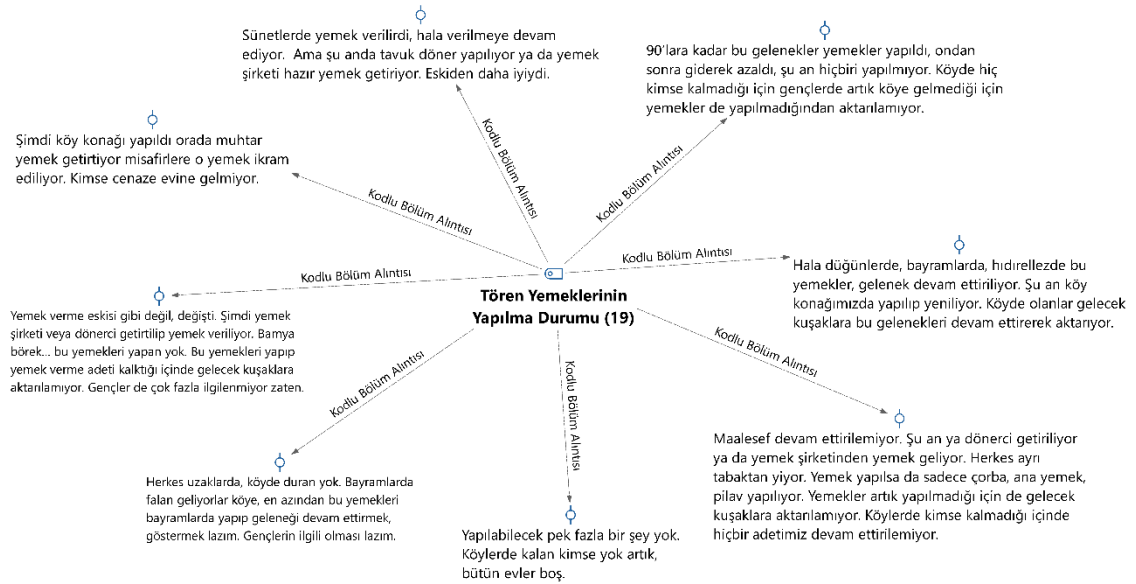 Sünetlerde yemek verilirdi, hala verilmeye devam
ediyor.  Ama şu anda tavuk döner yapılıyor ya da yemek
şirketi hazır yemek getiriyor. Eskiden daha iyiydi.
90’lara kadar bu gelenekler yemekler yapıldı, ondan
sonra giderek azaldı, şu an hiçbiri yapılmıyor. Köyde hiç
kimse kalmadığı için gençlerde artık köye gelmediği için
yemekler de yapılmadığından aktarılamıyor.
Şimdi köy konağı yapıldı orada muhtar
yemek getirtiyor misafirlere o yemek ikram
ediliyor. Kimse cenaze evine gelmiyor.
Kodlu Bölüm Alıntısı
Kodlu Bölüm Alıntısı
Kodlu Bölüm Alıntısı
Kodlu Bölüm Alıntısı
Kodlu Bölüm Alıntısı
Hala düğünlerde, bayramlarda, hıdırellezde bu
yemekler, gelenek devam ettiriliyor. Şu an köy
konağımızda yapılıp yeniliyor. Köyde olanlar gelecek
kuşaklara bu gelenekleri devam ettirerek aktarıyor.
Tören Yemeklerinin
Yapılma Durumu (19)
Yemek verme eskisi gibi değil, değişti. Şimdi yemek
şirketi veya dönerci getirtilip yemek veriliyor. Bamya
börek... bu yemekleri yapan yok. Bu yemekleri yapıp
yemek verme adeti kalktığı içinde gelecek kuşaklara
aktarılamıyor. Gençler de çok fazla ilgilenmiyor zaten.
Kodlu Bölüm Alıntısı
Kodlu Bölüm Alıntısı
Kodlu Bölüm Alıntısı
Maalesef devam ettirilemiyor. Şu an ya dönerci getiriliyor
ya da yemek şirketinden yemek geliyor. Herkes ayrı
tabaktan yiyor. Yemek yapılsa da sadece çorba, ana yemek,
pilav yapılıyor. Yemekler artık yapılmadığı için de gelecek
kuşaklara aktarılamıyor. Köylerde kimse kalmadığı içinde
hiçbir adetimiz devam ettirilemiyor.
Herkes uzaklarda, köyde duran yok. Bayramlarda
falan geliyorlar köye, en azından bu yemekleri
bayramlarda yapıp geleneği devam ettirmek,
göstermek lazım. Gençlerin ilgili olması lazım.
Yapılabilecek pek fazla bir şey yok.
Köylerde kalan kimse yok artık,
bütün evler boş.